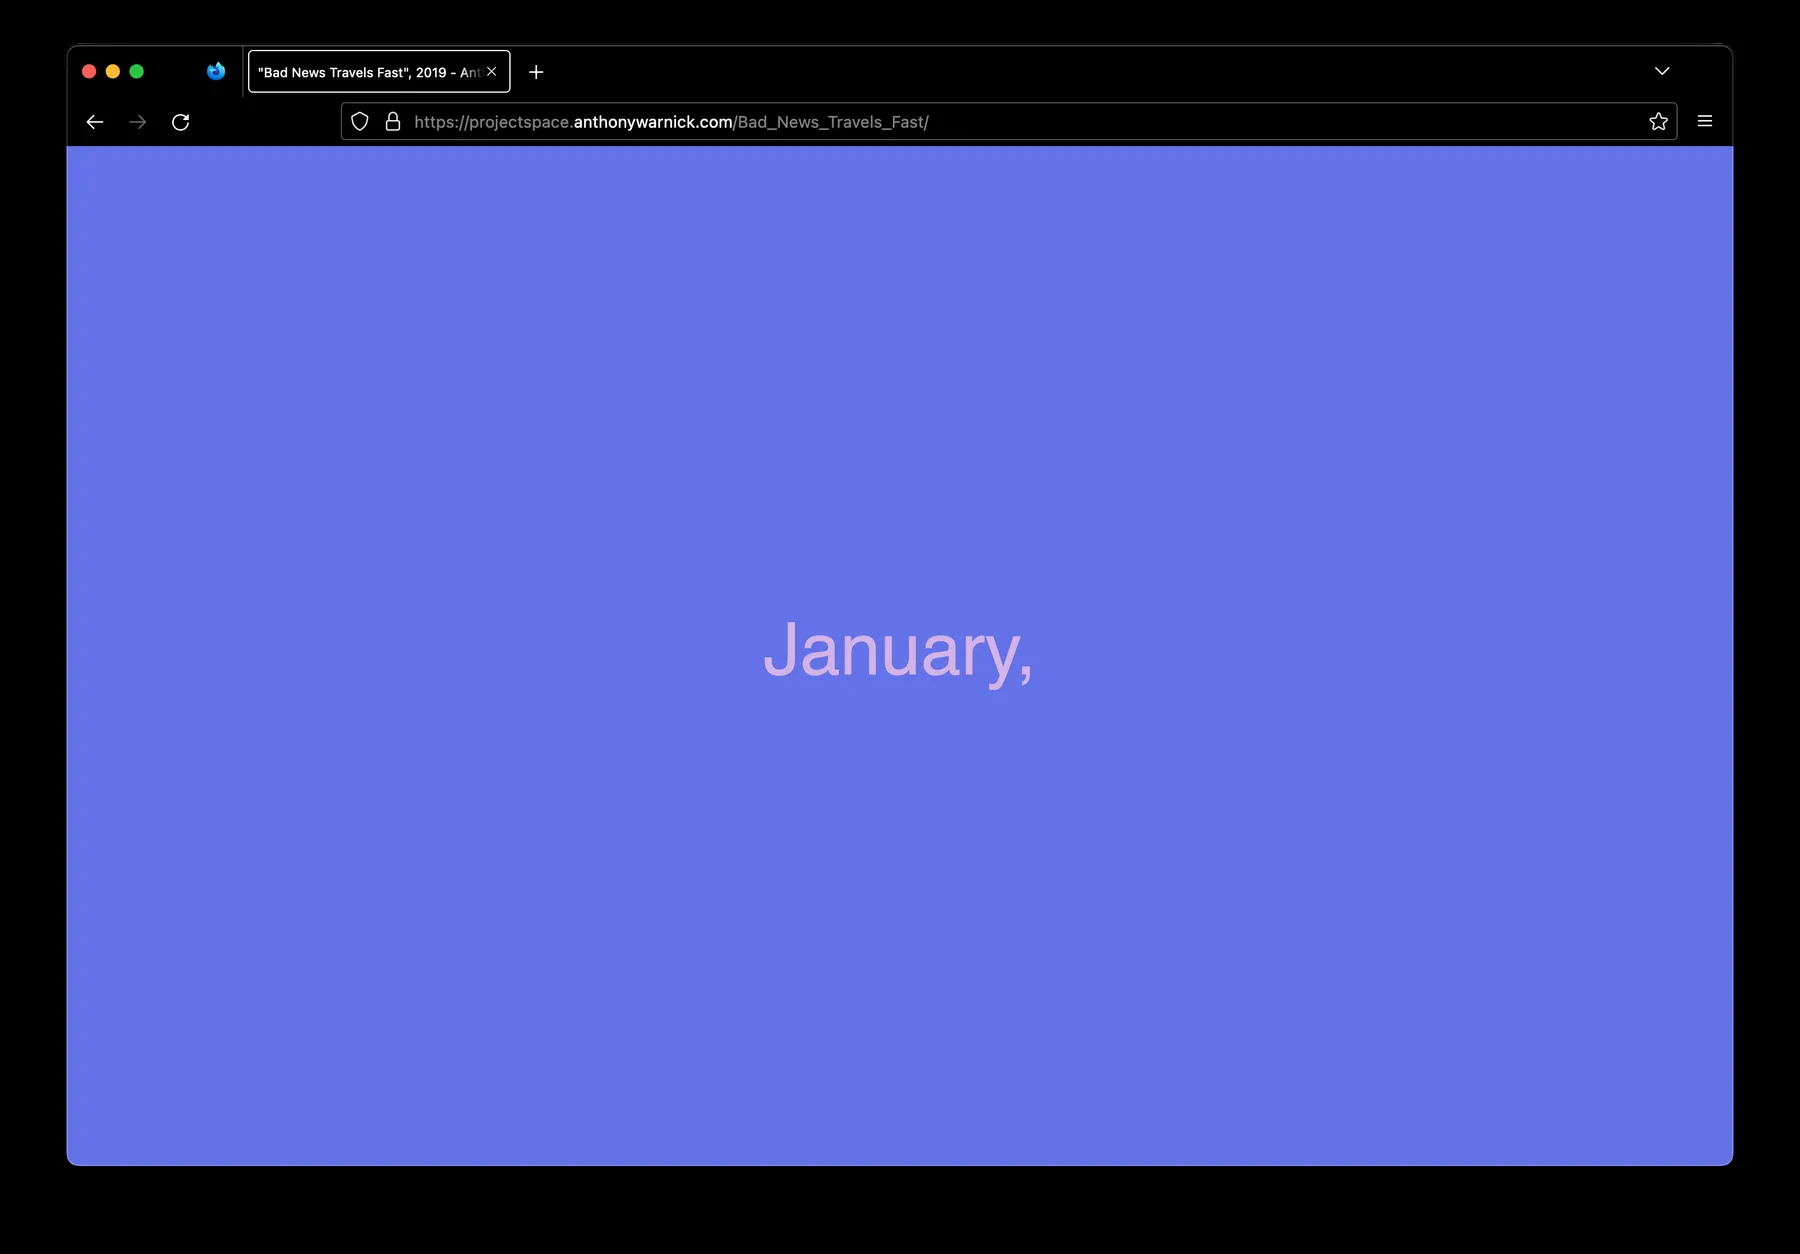 "Bad News Travels Fast", 2019 - Ant
https://projectspace.anthonywarnick.com/Bad_News_Travels_Fast/
January,